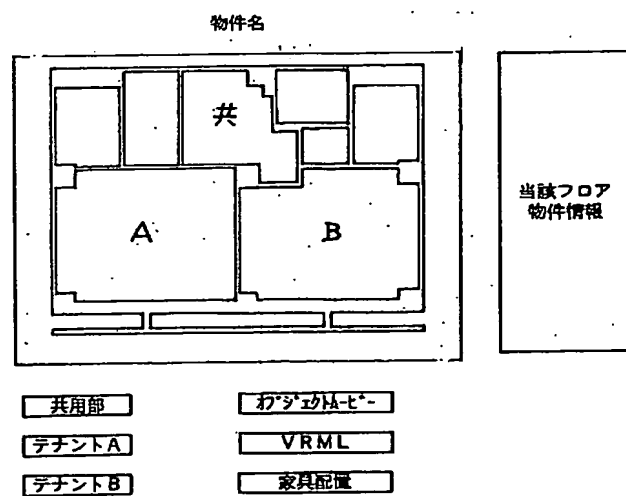 物件名
共
A
B
当該フロア
物件情報
共用部
オブジェクトムービー
テナントA
VRML
テナントB
家具配置